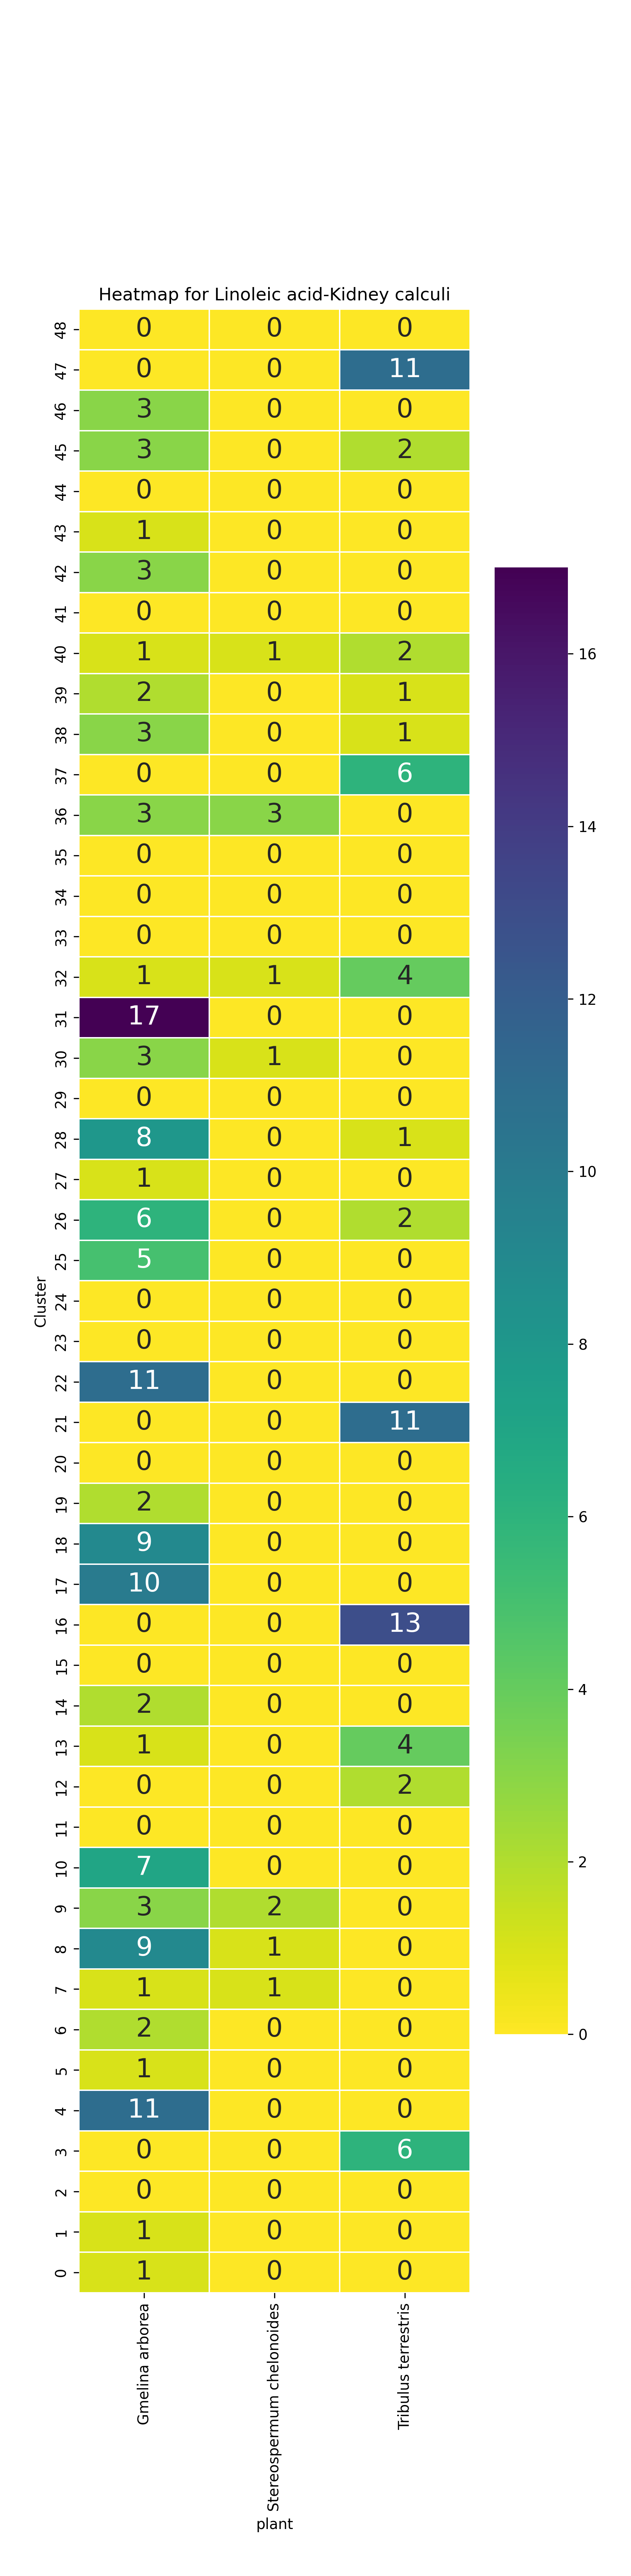 Heatmap for Linoleic acid-Kidney calculi
48 0 0 0
47 0 0 11
46 3 0 0
45 3 0 2
44 0 0 0
43 1 0 0
42 3 0 0
41 0 0 0
40 1 1 2
39 2 0 1
38 3 0 1
37 0 0 6
36 3 3 0
35 0 0 0
34 0 0 0
33 0 0 0
32 1 1 4
31 17 0 0
30 3 1 0
29 0 0 0
28 8 0 1
27 1 0 0
26 6 0 2
25 5 0 0
24 0 0 0
23 0 0 0
22 11 0 0
21 0 0 11
20 0 0 0
19 2 0 0
18 9 0 0
17 10 0 0
16 0 0 13
15 0 0 0
14 2 0 0
13 1 0 4
12 0 0 2
11 0 0 0
10 7 0 0
9 3 2 0
8 9 1 0
7 1 1 0
6 2 0 0
5 1 0 0
4 11 0 0
3 0 0 6
2 0 0 0
1 1 0 0
0 1 0 0
Cluster
Gmelina arborea
Stereospermum chelonoides
Tribulus terrestris
plant
16
14
12
10
8
6
4
2
0